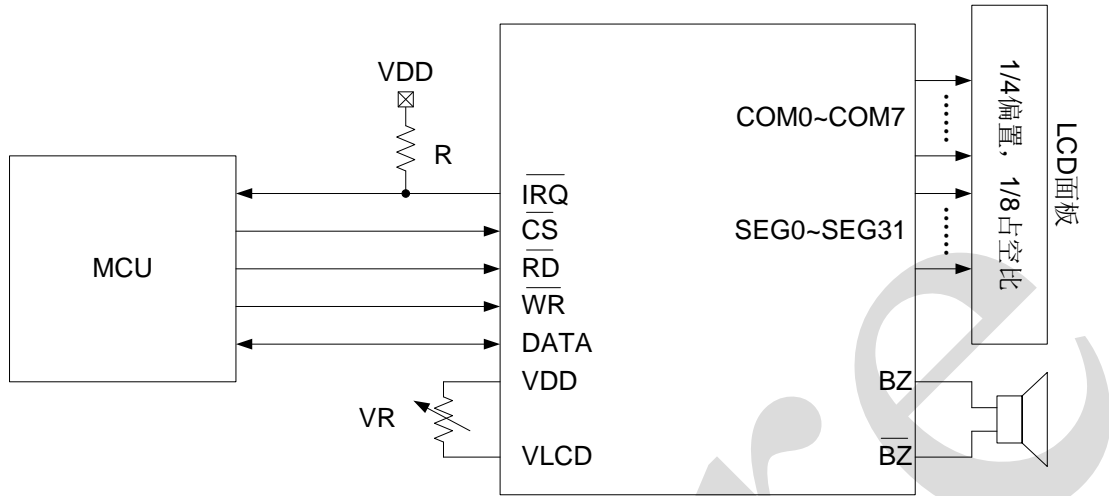 VDD
R
MCU
VR
IRQ
CS
RD
WR
DATA
VDD
VLCD
COM0~COM7
SEG0~SEG31
BZ
BZ
1/4偏置，1/8占空比
LCD面板